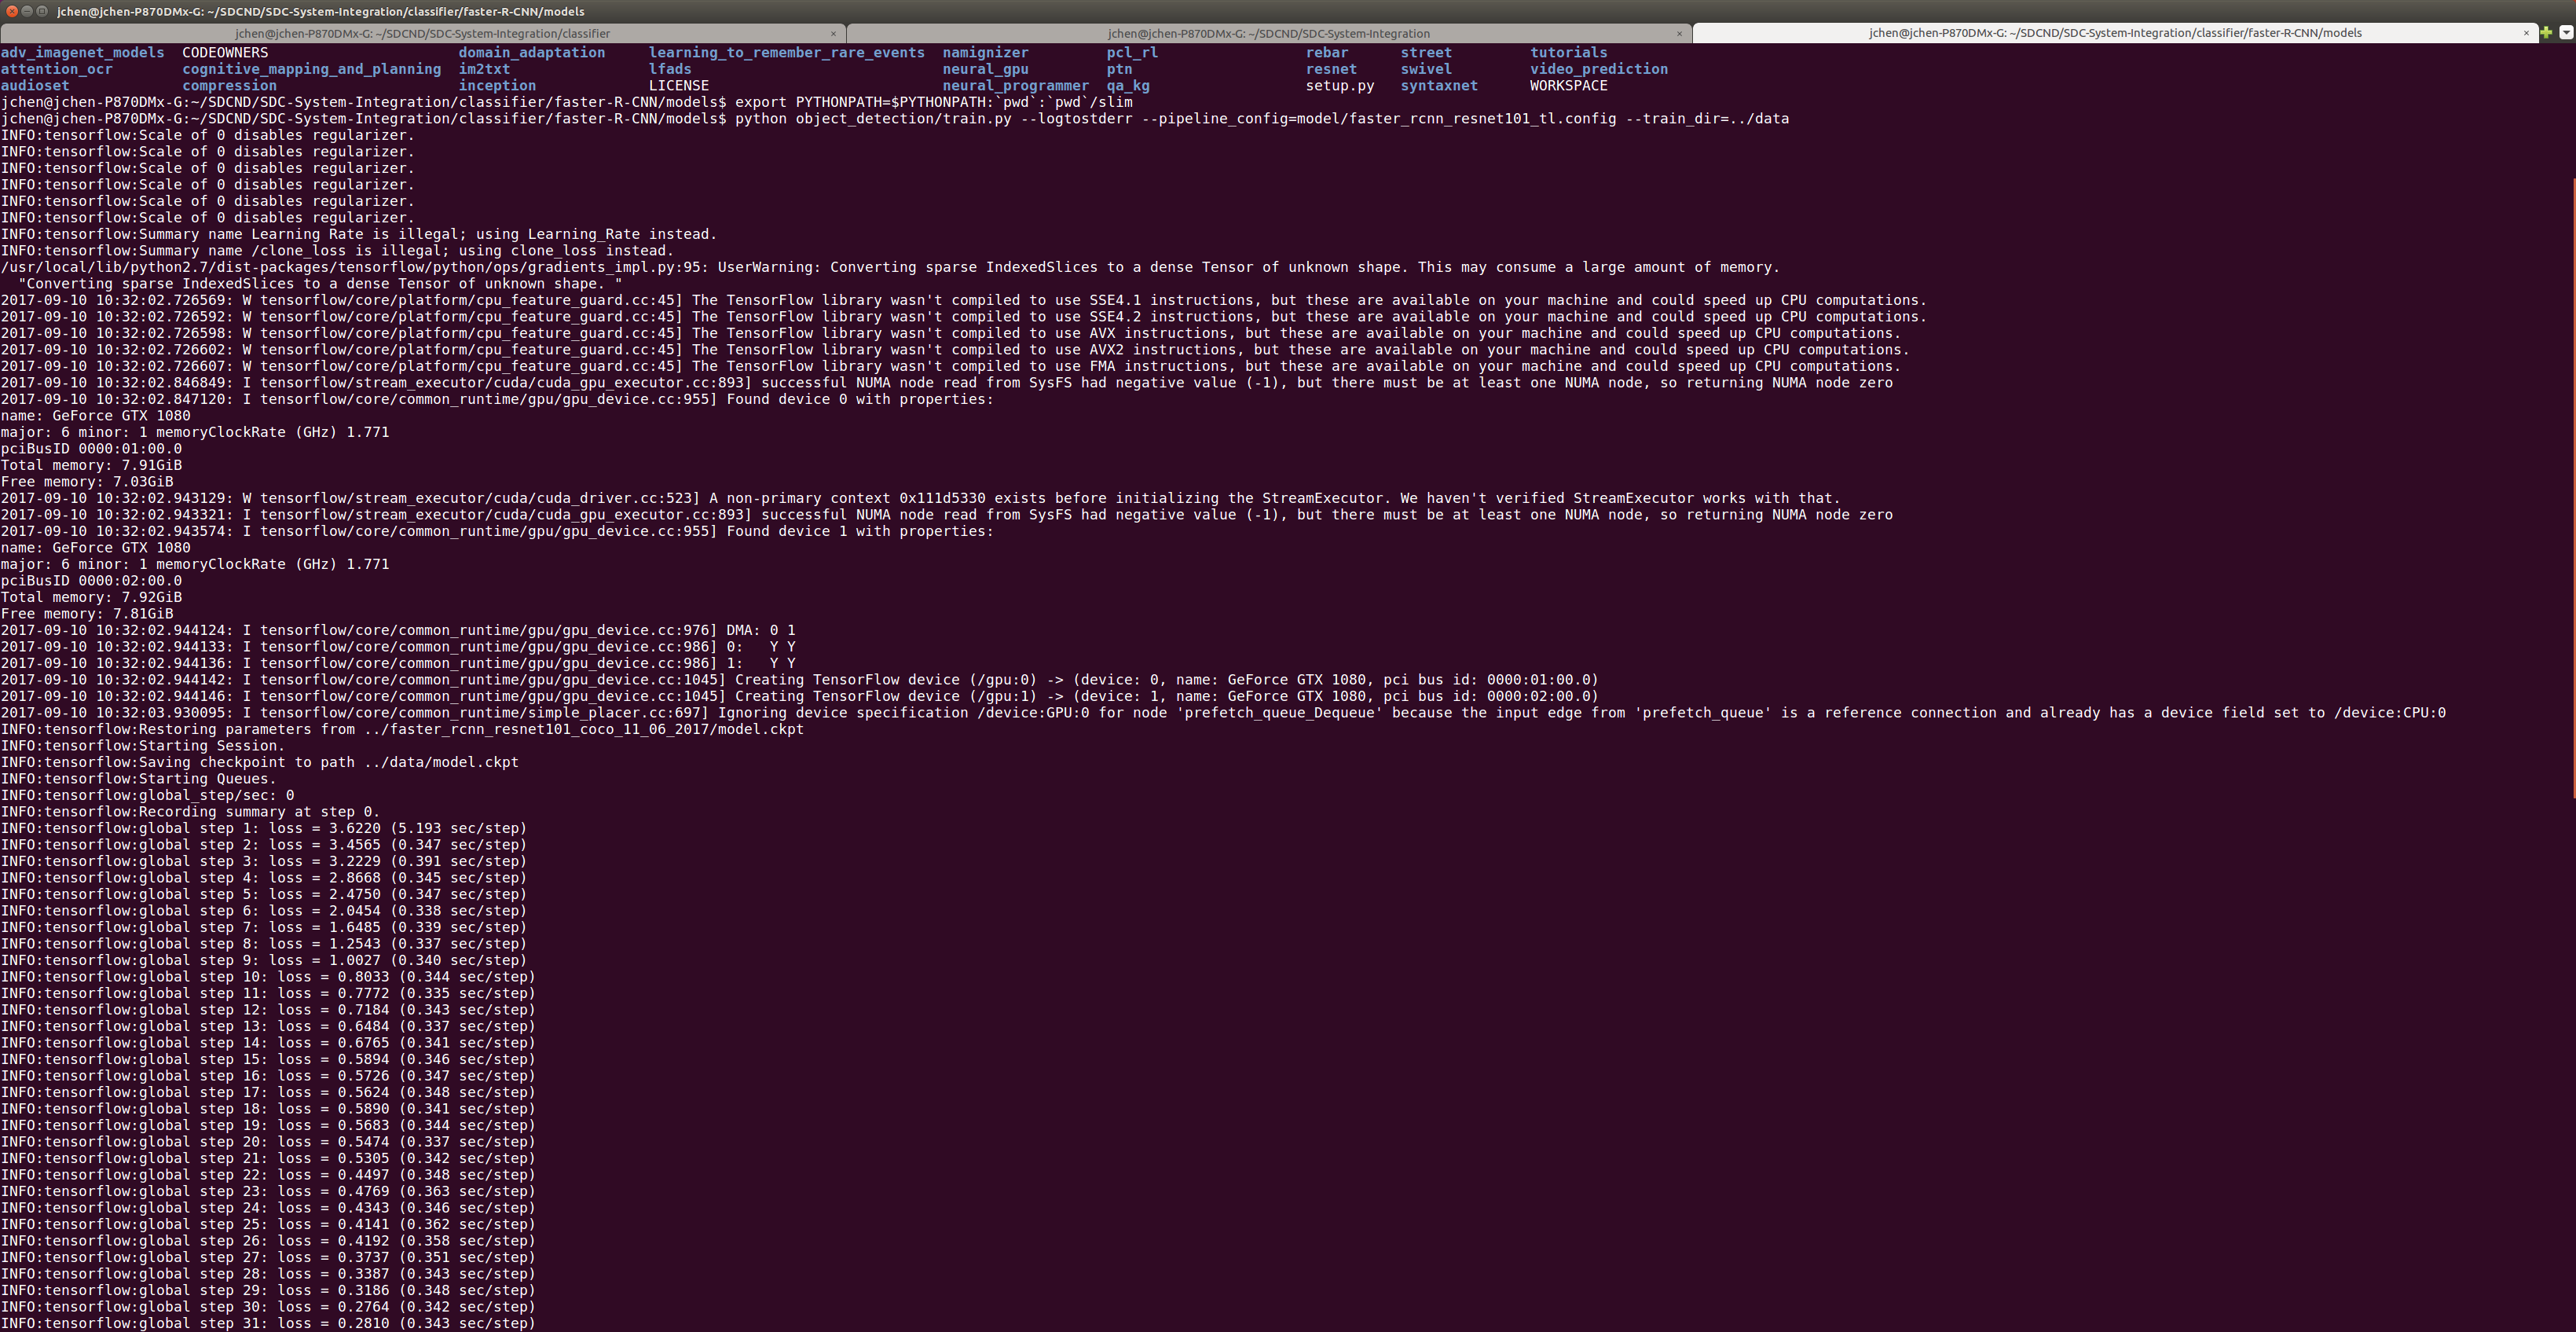 jchen@jchen-P870DMx-G: ~/SDCND/SDC-System-Integration/classifier/faster-R-CNN/models
jchen@jchen-P870DMx-G: ~/SDCND/SDC-System-Integration/classifier × jchen@jchen-P870DMx-G: ~/SDCND/SDC-System-Integration × jchen@jchen-P870DMx-G: ~/SDCND/SDC-System-Integration/classifier/faster-R-CNN/models ×
adv_imagenet_models  CODEOWNERS                      domain_adaptation     learning_to_remember_rare_events  namignizer         pcl_rl                 rebar      street         tutorials
attention_ocr        cognitive_mapping_and_planning  im2txt                lfads                             neural_gpu         ptn                    resnet     swivel         video_prediction
audioset             compression                     inception             LICENSE                           neural_programmer  qa_kg                  setup.py   syntaxnet      WORKSPACE
jchen@jchen-P870DMx-G:~/SDCND/SDC-System-Integration/classifier/faster-R-CNN/models$ export PYTHONPATH=$PYTHONPATH:`pwd`:`pwd`/slim
jchen@jchen-P870DMx-G:~/SDCND/SDC-System-Integration/classifier/faster-R-CNN/models$ python object_detection/train.py --logtostderr --pipeline_config=model/faster_rcnn_resnet101_tl.config --train_dir=../data
INFO:tensorflow:Scale of 0 disables regularizer.
INFO:tensorflow:Scale of 0 disables regularizer.
INFO:tensorflow:Scale of 0 disables regularizer.
INFO:tensorflow:Scale of 0 disables regularizer.
INFO:tensorflow:Scale of 0 disables regularizer.
INFO:tensorflow:Scale of 0 disables regularizer.
INFO:tensorflow:Summary name Learning Rate is illegal; using Learning_Rate instead.
INFO:tensorflow:Summary name /clone_loss is illegal; using clone_loss instead.
/usr/local/lib/python2.7/dist-packages/tensorflow/python/ops/gradients_impl.py:95: UserWarning: Converting sparse IndexedSlices to a dense Tensor of unknown shape. This may consume a large amount of memory.
  "Converting sparse IndexedSlices to a dense Tensor of unknown shape. "
2017-09-10 10:32:02.726569: W tensorflow/core/platform/cpu_feature_guard.cc:45] The TensorFlow library wasn't compiled to use SSE4.1 instructions, but these are available on your machine and could speed up CPU computations.
2017-09-10 10:32:02.726592: W tensorflow/core/platform/cpu_feature_guard.cc:45] The TensorFlow library wasn't compiled to use SSE4.2 instructions, but these are available on your machine and could speed up CPU computations.
2017-09-10 10:32:02.726598: W tensorflow/core/platform/cpu_feature_guard.cc:45] The TensorFlow library wasn't compiled to use AVX instructions, but these are available on your machine and could speed up CPU computations.
2017-09-10 10:32:02.726602: W tensorflow/core/platform/cpu_feature_guard.cc:45] The TensorFlow library wasn't compiled to use AVX2 instructions, but these are available on your machine and could speed up CPU computations.
2017-09-10 10:32:02.726607: W tensorflow/core/platform/cpu_feature_guard.cc:45] The TensorFlow library wasn't compiled to use FMA instructions, but these are available on your machine and could speed up CPU computations.
2017-09-10 10:32:02.846849: I tensorflow/stream_executor/cuda/cuda_gpu_executor.cc:893] successful NUMA node read from SysFS had negative value (-1), but there must be at least one NUMA node, so returning NUMA node zero
2017-09-10 10:32:02.847120: I tensorflow/core/common_runtime/gpu/gpu_device.cc:955] Found device 0 with properties:
name: GeForce GTX 1080
major: 6 minor: 1 memoryClockRate (GHz) 1.771
pciBusID 0000:01:00.0
Total memory: 7.91GiB
Free memory: 7.03GiB
2017-09-10 10:32:02.943129: W tensorflow/stream_executor/cuda/cuda_driver.cc:523] A non-primary context 0x111d5330 exists before initializing the StreamExecutor. We haven't verified StreamExecutor works with that.
2017-09-10 10:32:02.943321: I tensorflow/stream_executor/cuda/cuda_gpu_executor.cc:893] successful NUMA node read from SysFS had negative value (-1), but there must be at least one NUMA node, so returning NUMA node zero
2017-09-10 10:32:02.943574: I tensorflow/core/common_runtime/gpu/gpu_device.cc:955] Found device 1 with properties:
name: GeForce GTX 1080
major: 6 minor: 1 memoryClockRate (GHz) 1.771
pciBusID 0000:02:00.0
Total memory: 7.92GiB
Free memory: 7.81GiB
2017-09-10 10:32:02.944124: I tensorflow/core/common_runtime/gpu/gpu_device.cc:976] DMA: 0 1
2017-09-10 10:32:02.944133: I tensorflow/core/common_runtime/gpu/gpu_device.cc:986] 0:   Y Y
2017-09-10 10:32:02.944136: I tensorflow/core/common_runtime/gpu/gpu_device.cc:986] 1:   Y Y
2017-09-10 10:32:02.944142: I tensorflow/core/common_runtime/gpu/gpu_device.cc:1045] Creating TensorFlow device (/gpu:0) -> (device: 0, name: GeForce GTX 1080, pci bus id: 0000:01:00.0)
2017-09-10 10:32:02.944146: I tensorflow/core/common_runtime/gpu/gpu_device.cc:1045] Creating TensorFlow device (/gpu:1) -> (device: 1, name: GeForce GTX 1080, pci bus id: 0000:02:00.0)
2017-09-10 10:32:03.930095: I tensorflow/core/common_runtime/simple_placer.cc:697] Ignoring device specification /device:GPU:0 for node 'prefetch_queue_Dequeue' because the input edge from 'prefetch_queue' is a reference connection and already has a device field set to /device:CPU:0
INFO:tensorflow:Restoring parameters from ../faster_rcnn_resnet101_coco_11_06_2017/model.ckpt
INFO:tensorflow:Starting Session.
INFO:tensorflow:Saving checkpoint to path ../data/model.ckpt
INFO:tensorflow:Starting Queues.
INFO:tensorflow:global_step/sec: 0
INFO:tensorflow:Recording summary at step 0.
INFO:tensorflow:global step 1: loss = 3.6220 (5.193 sec/step)
INFO:tensorflow:global step 2: loss = 3.4565 (0.347 sec/step)
INFO:tensorflow:global step 3: loss = 3.2229 (0.391 sec/step)
INFO:tensorflow:global step 4: loss = 2.8668 (0.345 sec/step)
INFO:tensorflow:global step 5: loss = 2.4750 (0.347 sec/step)
INFO:tensorflow:global step 6: loss = 2.0454 (0.338 sec/step)
INFO:tensorflow:global step 7: loss = 1.6485 (0.339 sec/step)
INFO:tensorflow:global step 8: loss = 1.2543 (0.337 sec/step)
INFO:tensorflow:global step 9: loss = 1.0027 (0.340 sec/step)
INFO:tensorflow:global step 10: loss = 0.8033 (0.344 sec/step)
INFO:tensorflow:global step 11: loss = 0.7772 (0.335 sec/step)
INFO:tensorflow:global step 12: loss = 0.7184 (0.343 sec/step)
INFO:tensorflow:global step 13: loss = 0.6484 (0.337 sec/step)
INFO:tensorflow:global step 14: loss = 0.6765 (0.341 sec/step)
INFO:tensorflow:global step 15: loss = 0.5894 (0.346 sec/step)
INFO:tensorflow:global step 16: loss = 0.5726 (0.347 sec/step)
INFO:tensorflow:global step 17: loss = 0.5624 (0.348 sec/step)
INFO:tensorflow:global step 18: loss = 0.5890 (0.341 sec/step)
INFO:tensorflow:global step 19: loss = 0.5683 (0.344 sec/step)
INFO:tensorflow:global step 20: loss = 0.5474 (0.337 sec/step)
INFO:tensorflow:global step 21: loss = 0.5305 (0.342 sec/step)
INFO:tensorflow:global step 22: loss = 0.4497 (0.348 sec/step)
INFO:tensorflow:global step 23: loss = 0.4769 (0.363 sec/step)
INFO:tensorflow:global step 24: loss = 0.4343 (0.346 sec/step)
INFO:tensorflow:global step 25: loss = 0.4141 (0.362 sec/step)
INFO:tensorflow:global step 26: loss = 0.4192 (0.358 sec/step)
INFO:tensorflow:global step 27: loss = 0.3737 (0.351 sec/step)
INFO:tensorflow:global step 28: loss = 0.3387 (0.343 sec/step)
INFO:tensorflow:global step 29: loss = 0.3186 (0.348 sec/step)
INFO:tensorflow:global step 30: loss = 0.2764 (0.342 sec/step)
INFO:tensorflow:global step 31: loss = 0.2810 (0.343 sec/step)